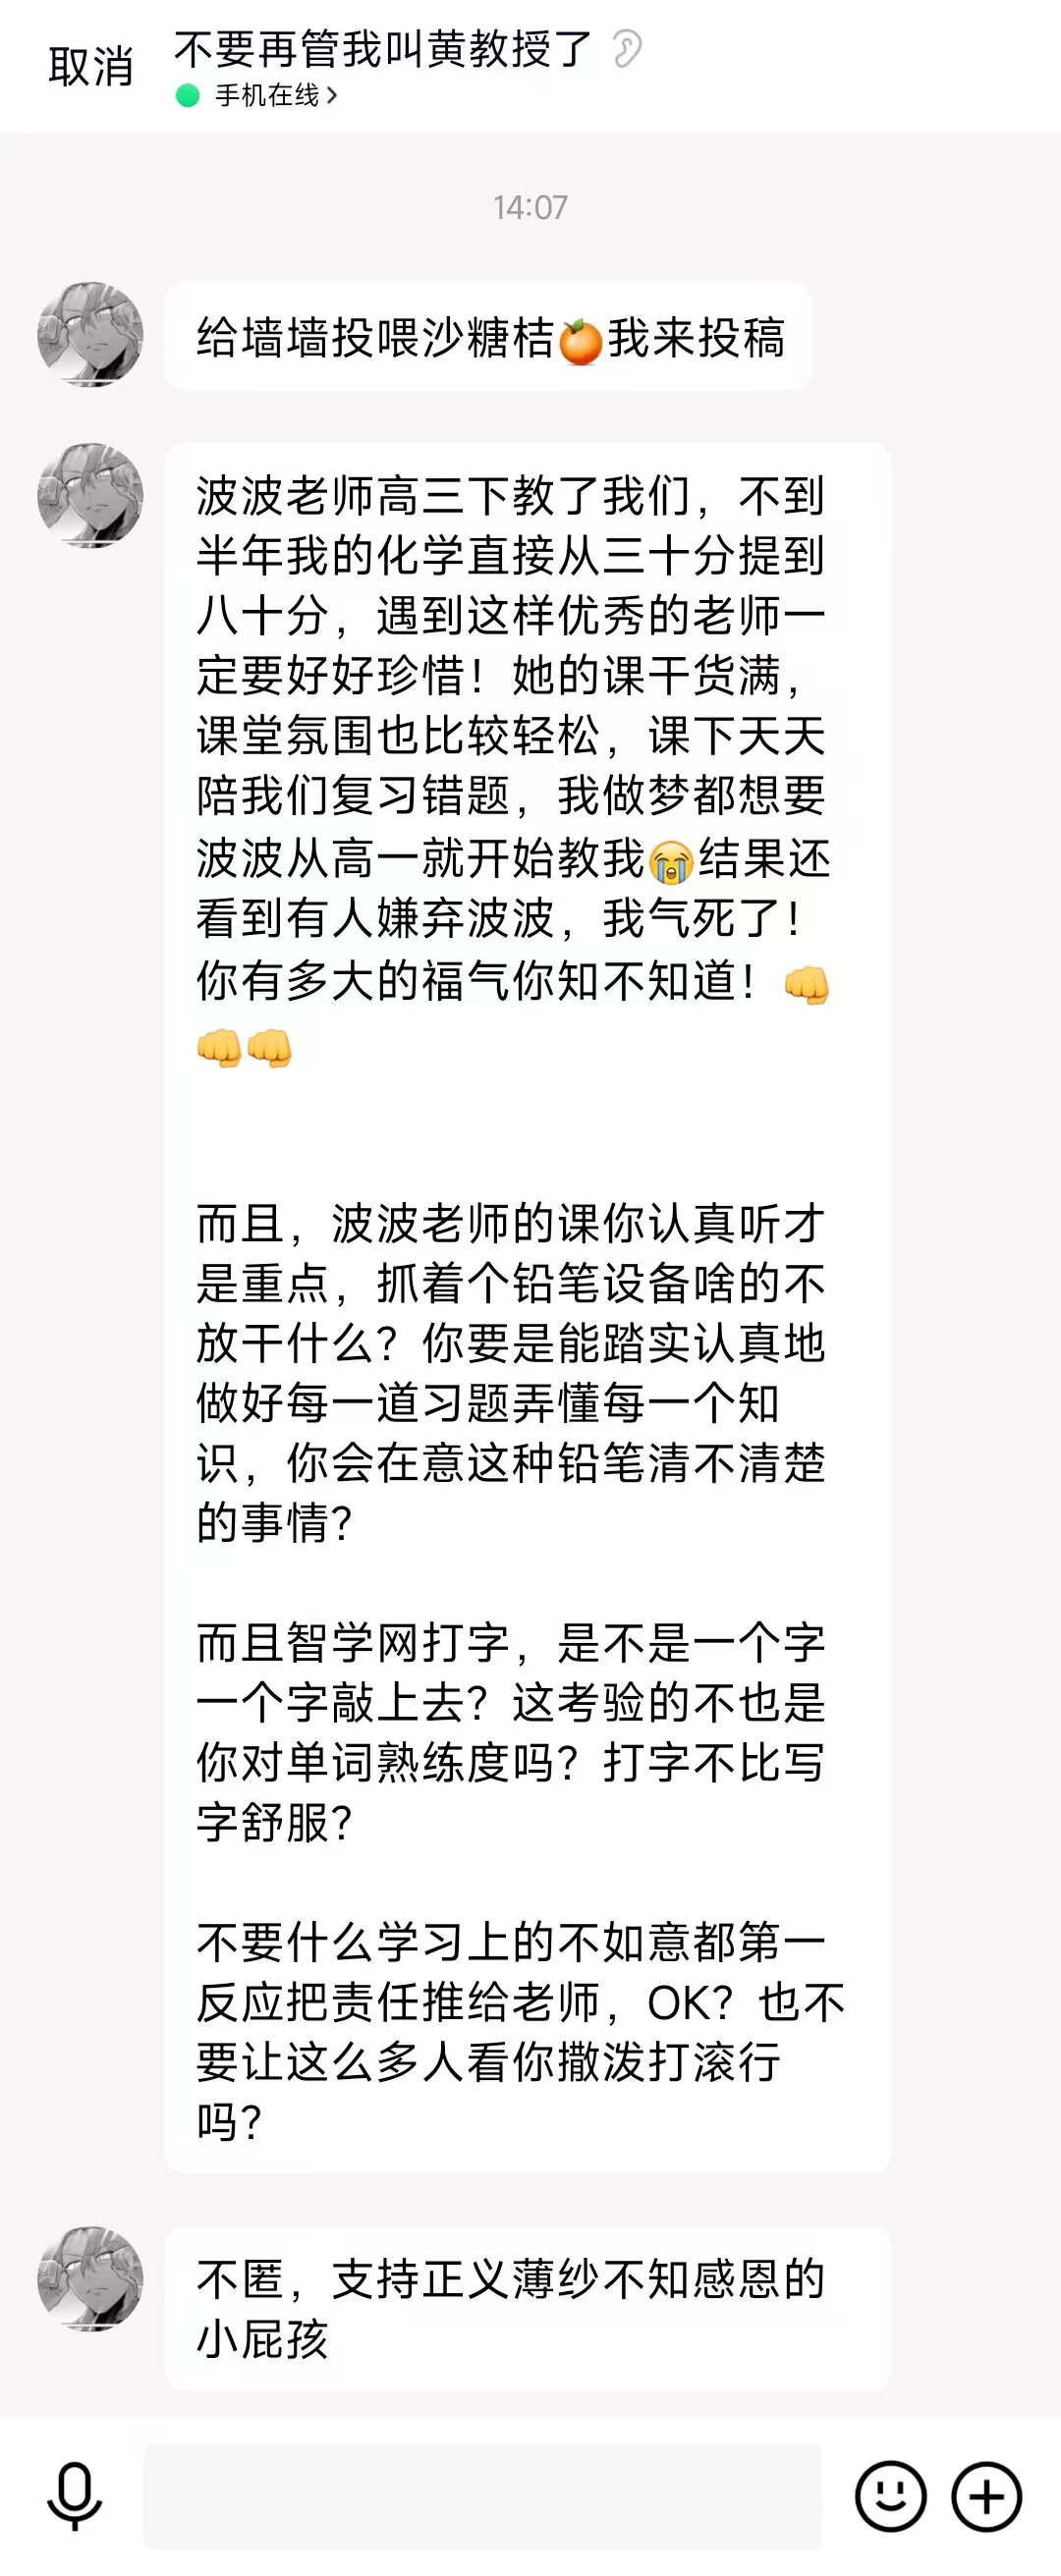 取消
不要再管我叫黄教授了
手机在线
14:07
给墙墙投喂沙糖桔🍊我来投稿
波波老师高三下教了我们，不到
半年我的化学直接从三十分提到
八十分，遇到这样优秀的老师一
定要好好珍惜！她的课干货满，
课堂氛围也比较轻松，课下天天
陪我们复习错题，我做梦都想要
波波从高一就开始教我😭结果还
看到有人嫌弃波波，我气死了！
你有多大的福气你知不知道！👊
👊👊
而且，波波老师的课你认真听才
是重点，抓着个铅笔设备啥的不
放干什么？你要是能踏实认真地
做好每一道习题弄懂每一个知
识，你会在意这种铅笔清不清楚
的事情？
而且智学网打字，是不是一个字
一个字敲上去？这考验的不也是
你对单词熟练度吗？打字不比写
字舒服？
不要什么学习上的不如意都第一
反应把责任推给老师，OK？也不
要让这么多人看你撒泼打滚行
吗？
不匿，支持正义薄纱不知感恩的
小屁孩